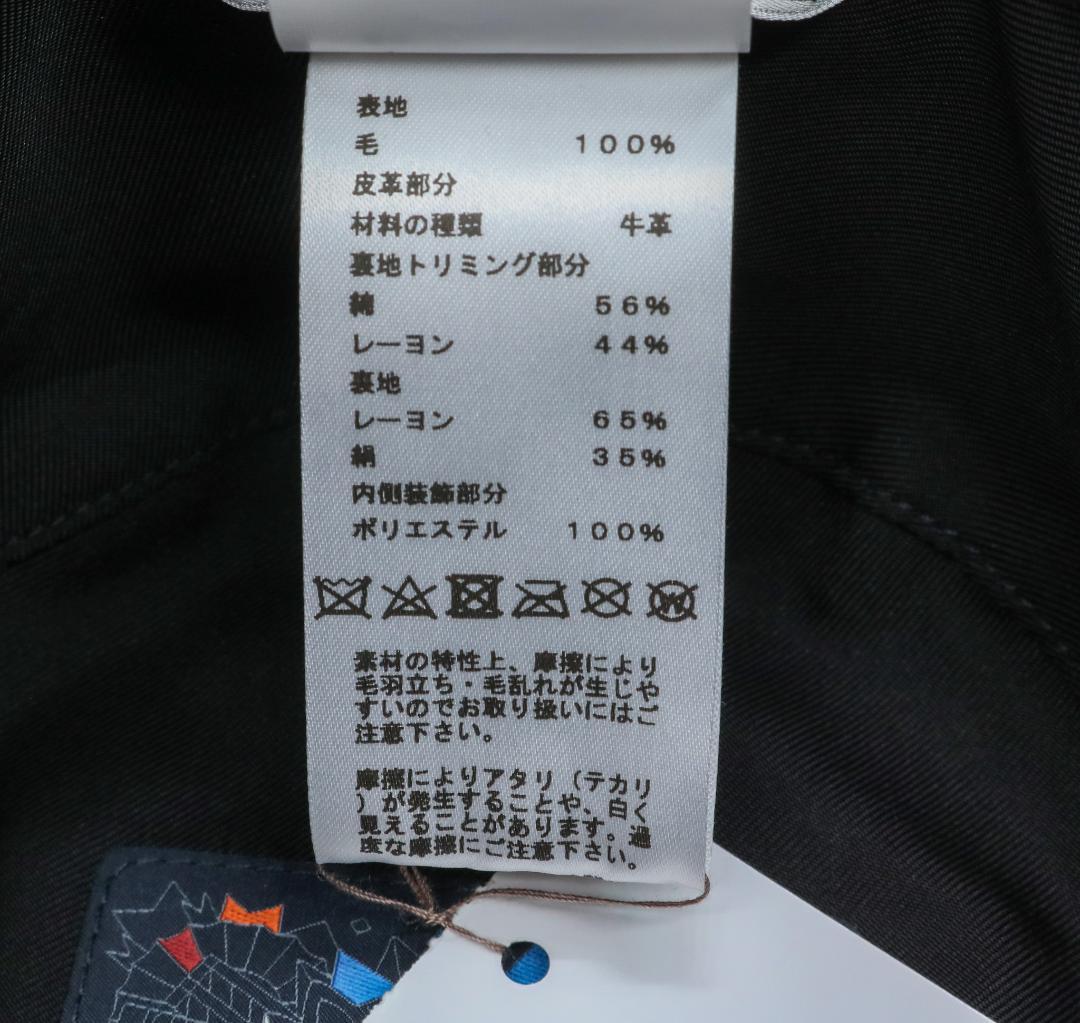 表地
毛 100%
皮革部分
材料の種類 牛革
裏地トリミング部分
綿 56%
レーヨン 44%
裏地
レーヨン 65%
絹 35%
内側装飾部分
ポリエステル 100%
W
素材の特性上、摩擦により
毛羽立ち・毛乱れが生じや
すいのでお取り扱いにはご
注意下さい。
摩擦によりアタリ（テカリ
）が発生することや、白く
見えることがあります。過
度な摩擦にご注意下さい。